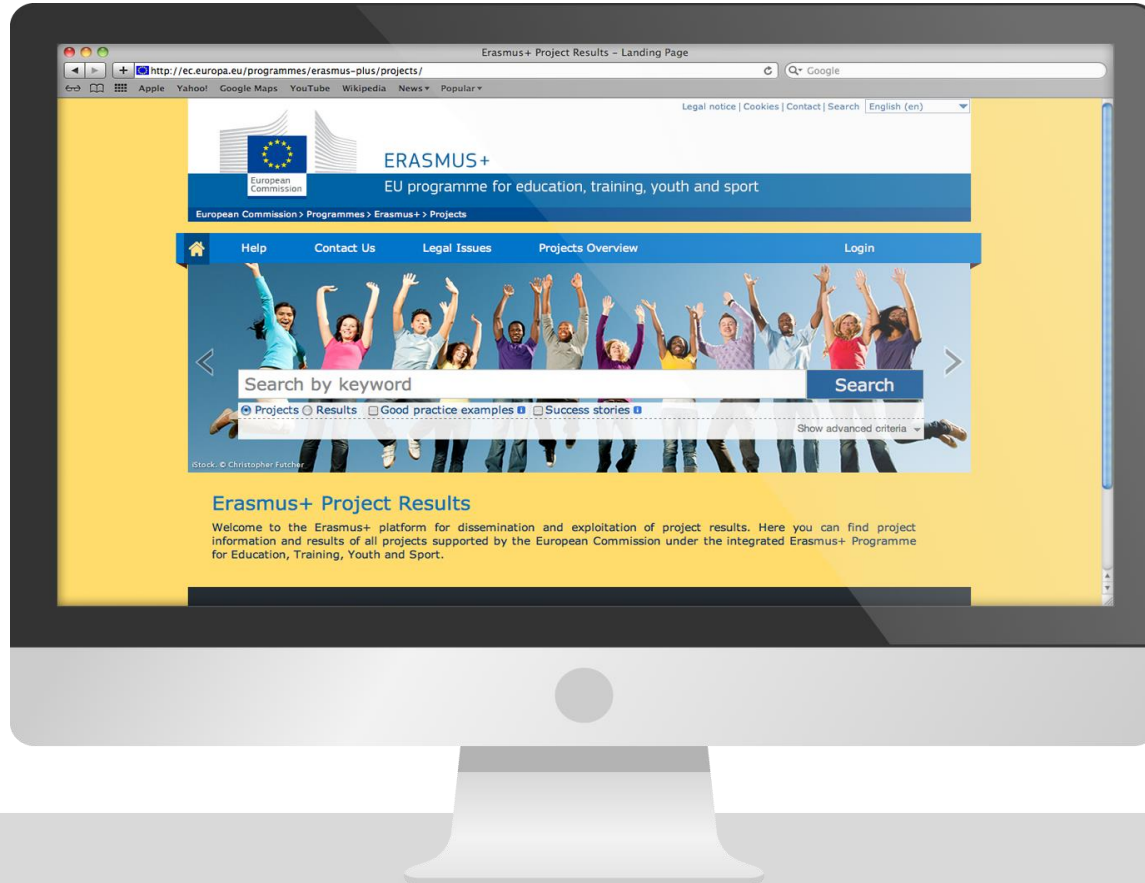 Erasmus+ Project Results – Landing Page
http://ec.europa.eu/programmes/erasmus-plus/projects/
Google
Apple Yahoo! Google Maps YouTube Wikipedia News Popular
Legal notice | Cookies | Contact | Search English (en)
European
Commission
ERASMUS+
EU programme for education, training, youth and sport
European Commission > Programmes > Erasmus+ > Projects
Help Contact Us Legal Issues Projects Overview Login
Search by keyword Search
Projects Results Good practice examples i Success stories i
Show advanced criteria
iStock. © Christopher Futcher
Erasmus+ Project Results
Welcome to the Erasmus+ platform for dissemination and exploitation of project results. Here you can find project
information and results of all projects supported by the European Commission under the integrated Erasmus+ Programme
for Education, Training, Youth and Sport.